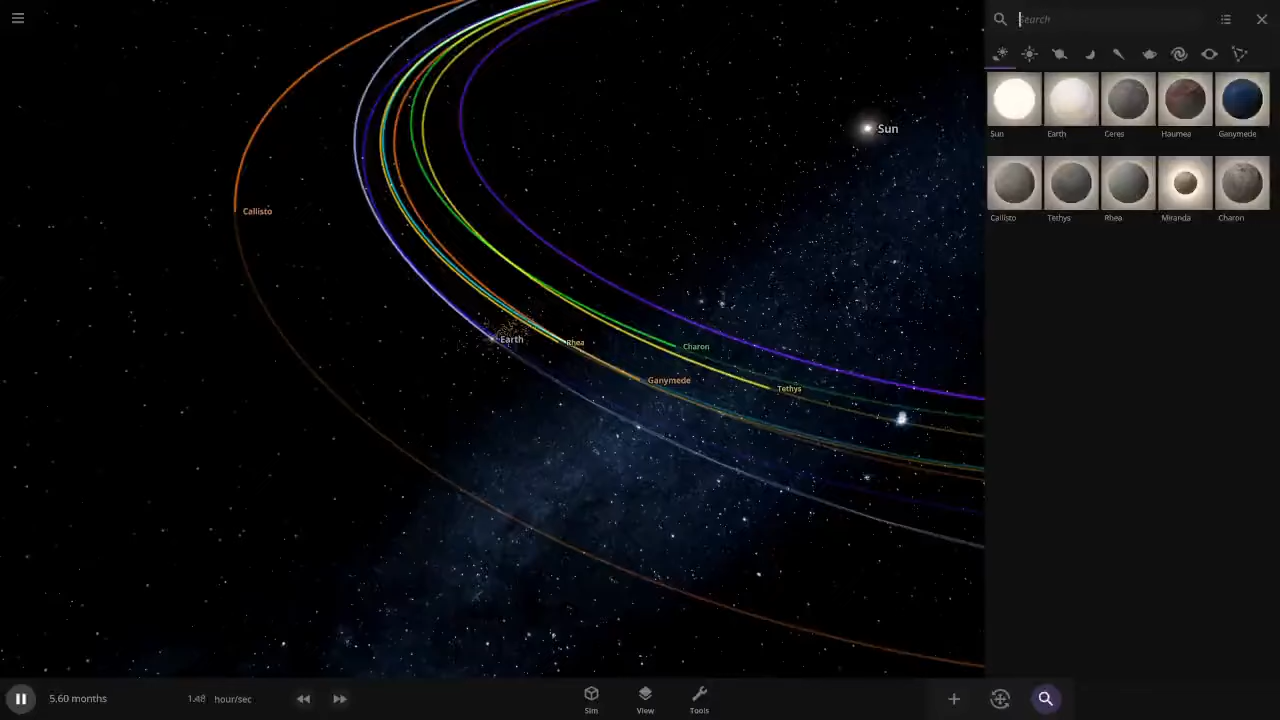 Search
Sun
Earth
Ceres
Haumea
Ganymede
Callisto
Tethys
Rhea
Miranda
Charon
Sun
Callisto
Earth
Rhea
Charon
Ganymede
Tethys
5.60 months
1.48 hour/sec
Sim
View
Tools